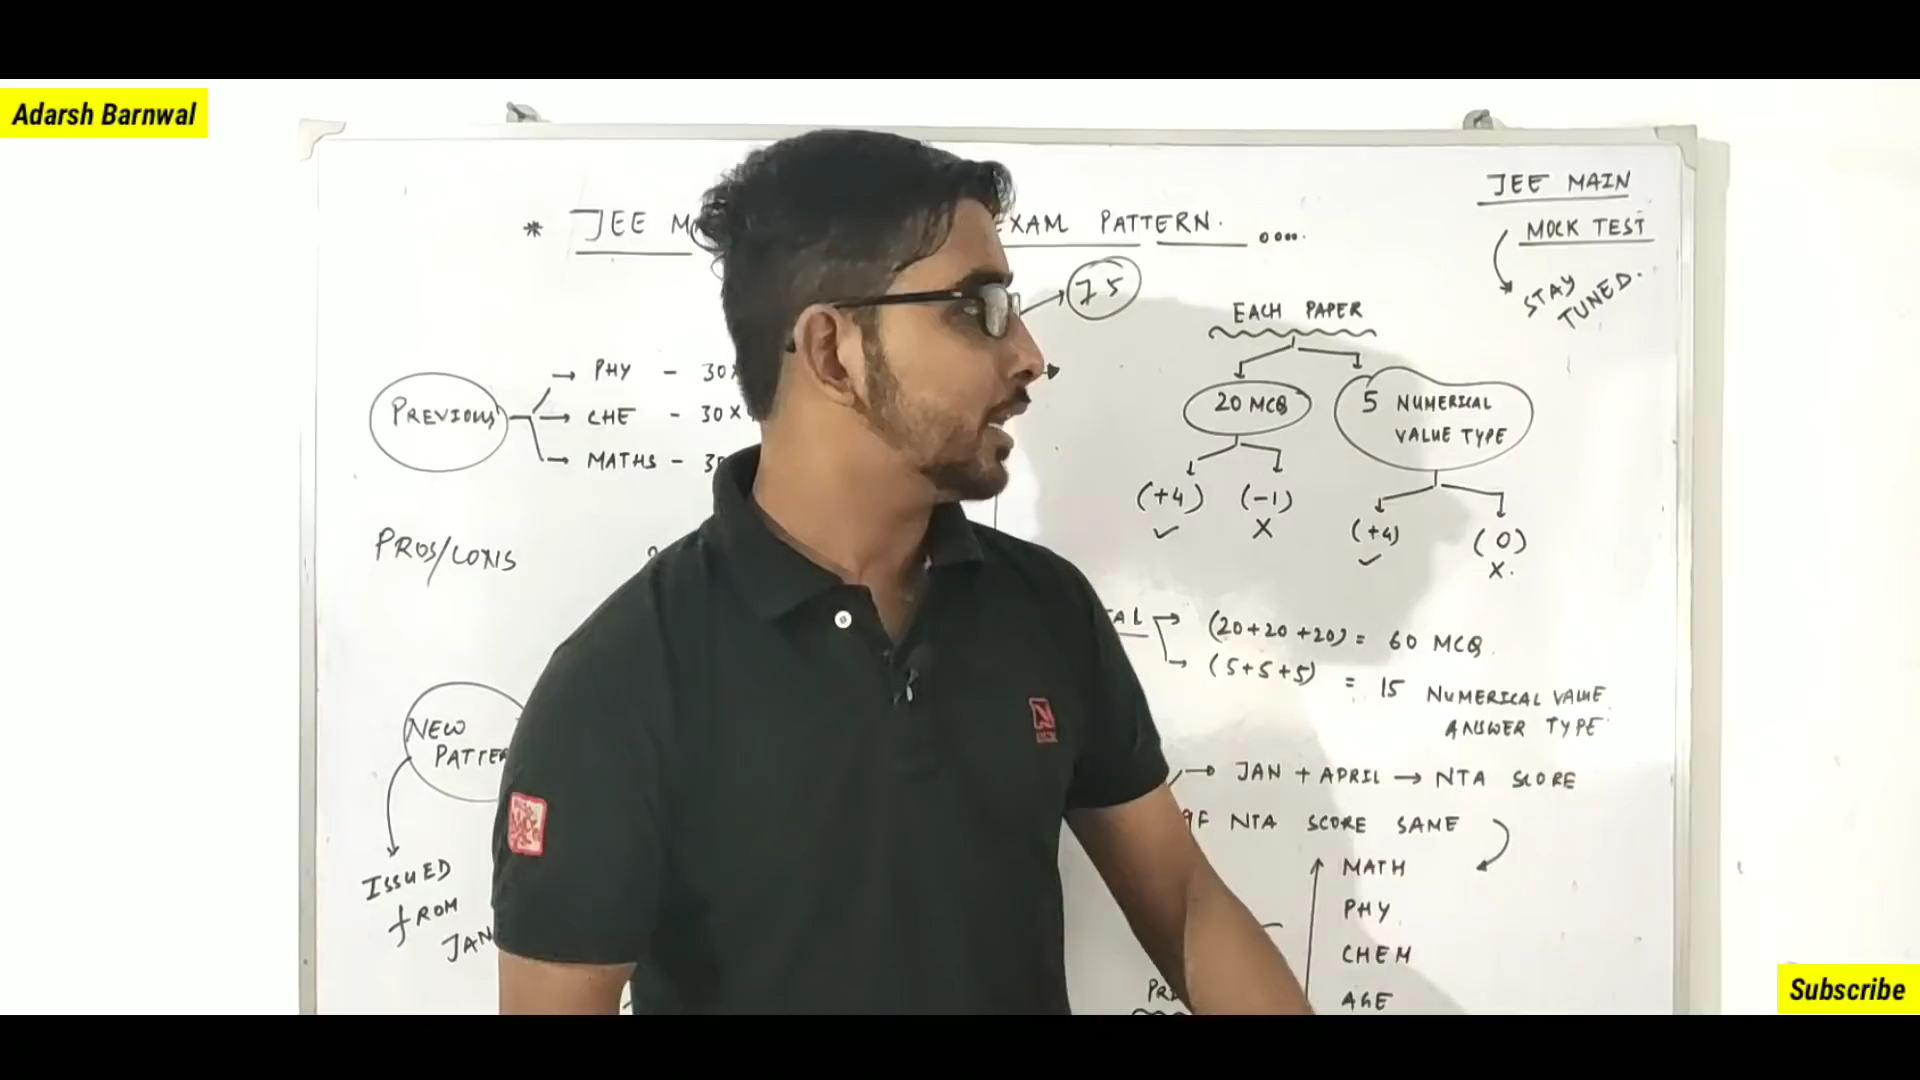 Adarsh Barnwal
* JEE EXAM PATTERN.
75
JEE MAIN
MOCK TEST
STAY
TUNED.
EACH PAPER
PREVIOUS
PHY - 30
CHE - 30 X
MATHS -
20 MCQ
5 NUMERICAL
VALUE TYPE
(+4) (-1)
(+4) (0)
PROS/CONS
(20+20+20) = 60 MCQ
(5+5+5) = 15 NUMERICAL VALUE
ANSWER TYPE
NEW
ISSUED
FROM
JAN
JAN + APRIL → NTA SCORE
NTA SCORE SAME
MATH
PHY
CHEM
AGE
Subscribe